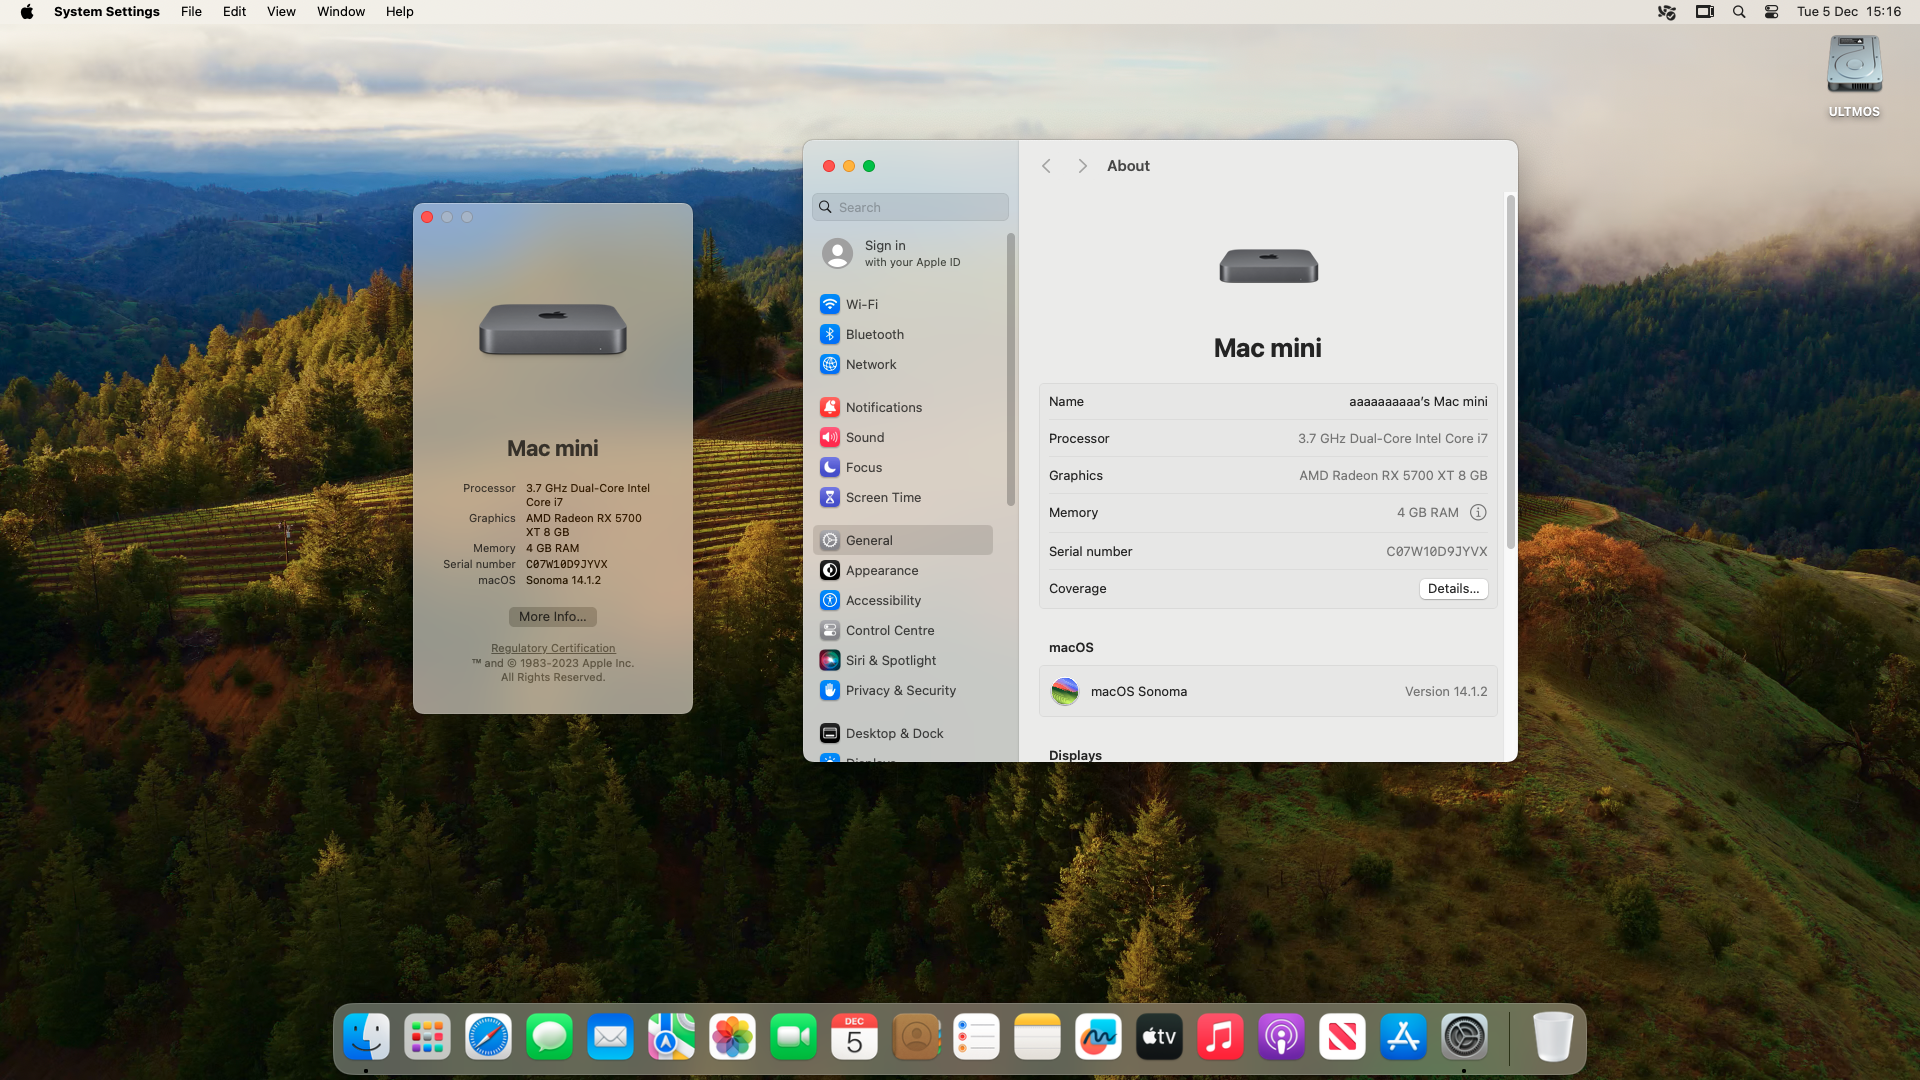 System Settings File Edit View Window Help Tue 5 Dec 15:16
ULTMOS
Mac mini
Processor 3.7 GHz Dual-Core Intel
Core i7
Graphics AMD Radeon RX 5700
XT 8 GB
Memory 4 GB RAM
Serial number C07W10D9JYVX
macOS Sonoma 14.1.2
More Info...
Regulatory Certification
™ and © 1983-2023 Apple Inc.
All Rights Reserved.
Search
Sign in
with your Apple ID
Wi-Fi
Bluetooth
Network
Notifications
Sound
Focus
Screen Time
General
Appearance
Accessibility
Control Centre
Siri & Spotlight
Privacy & Security
Desktop & Dock
Displays
About
Mac mini
Name aaaaaaaaaa's Mac mini
Processor 3.7 GHz Dual-Core Intel Core i7
Graphics AMD Radeon RX 5700 XT 8 GB
Memory 4 GB RAM
Serial number C07W10D9JYVX
Coverage Details...
macOS
macOS Sonoma Version 14.1.2
Displays
DEC
5
tv